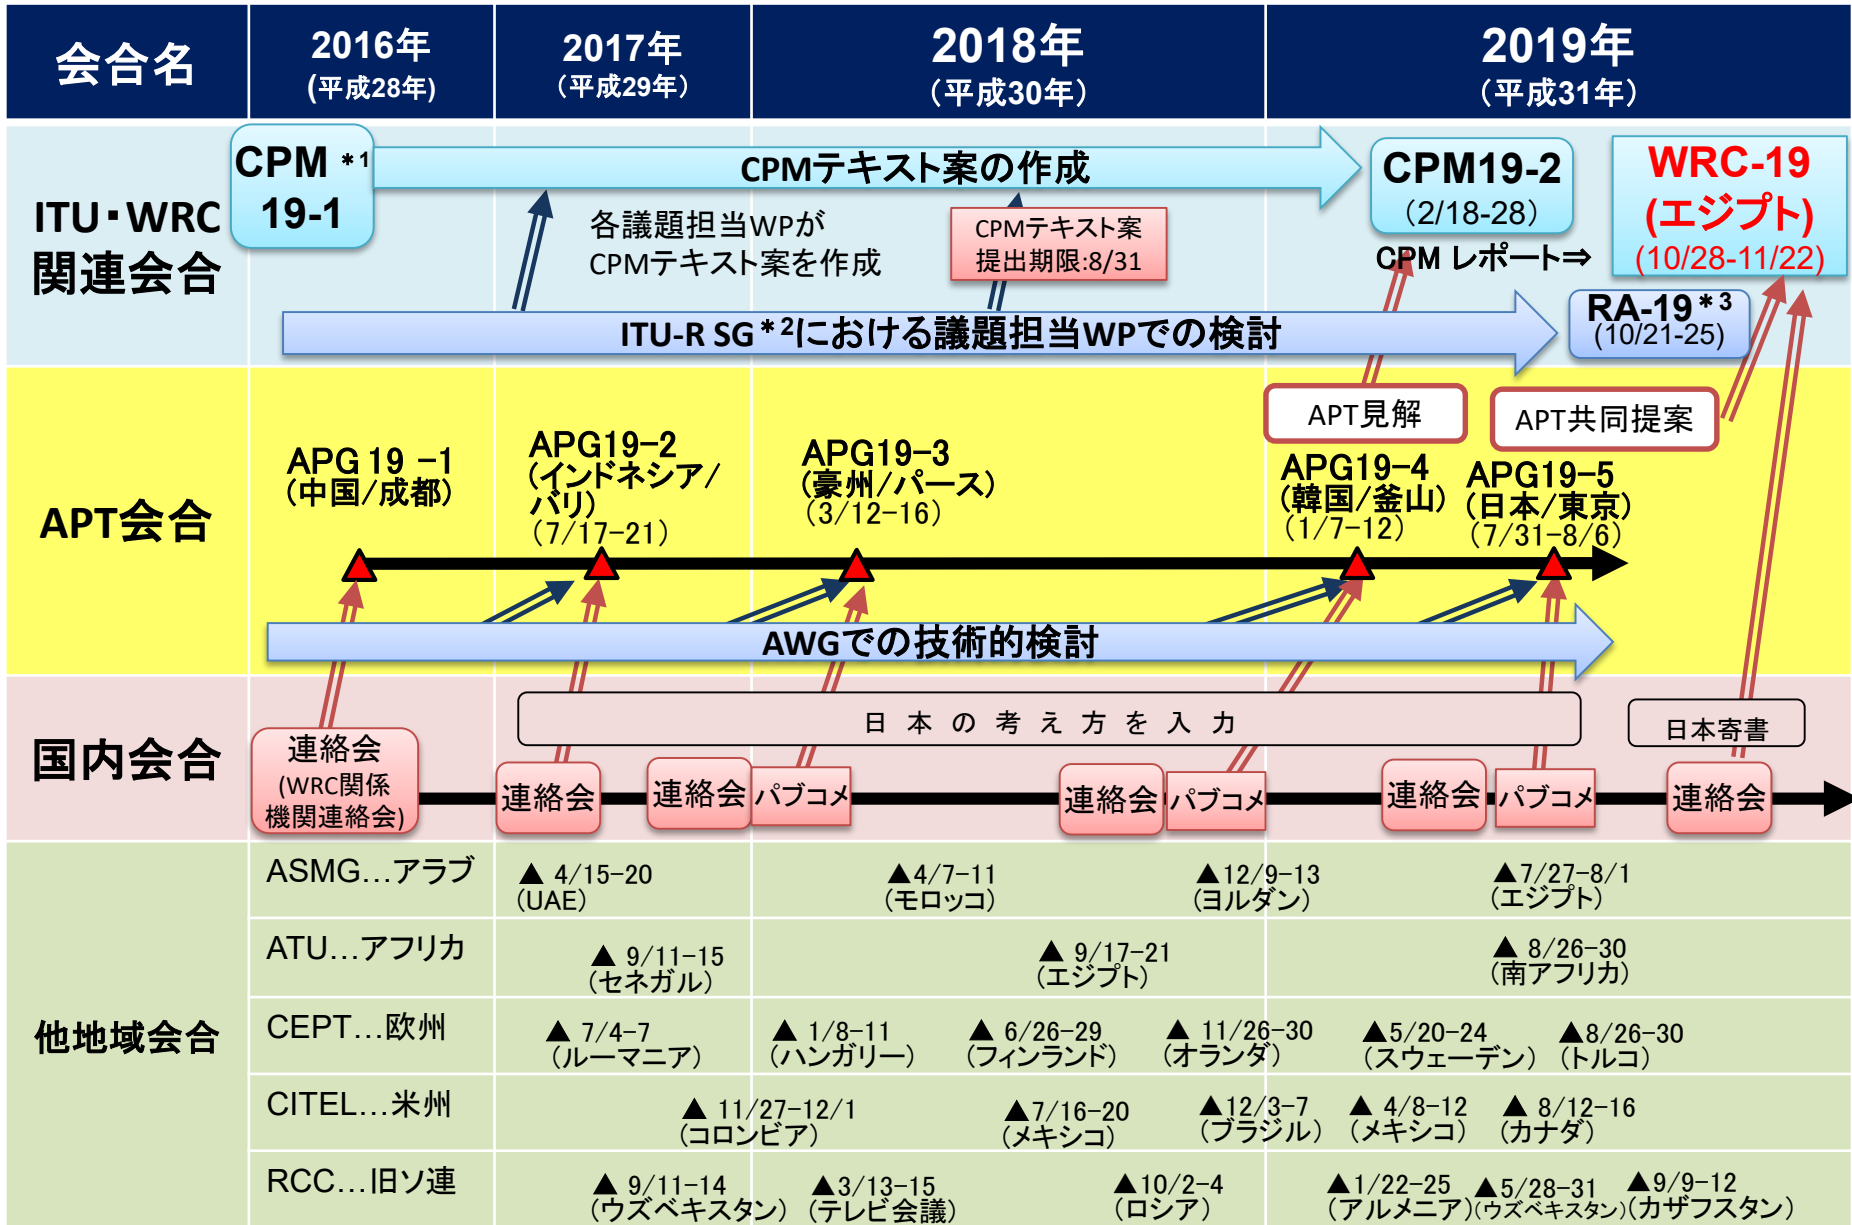 会合名
2016年
(平成28年)
2017年
（平成29年）
2018年
（平成30年）
2019年
（平成31年）
ITU・WRC
関連会合
CPM *1
19-1
CPMテキスト案の作成
各議題担当WPが
CPMテキスト案を作成
CPMテキスト案
提出期限:8/31
CPM19-2
（2/18-28）
CPM レポート⇒
WRC-19
(エジプト)
(10/28-11/22)
ITU-R SG*2における議題担当WPでの検討
RA-19*3
(10/21-25)
APT会合
APT見解
APT共同提案
APG 19 -1
(中国/成都)
APG19-2
(インドネシア/
バリ)
(7/17-21)
APG19-3
(豪州/パース)
(3/12-16)
APG19-4
(韓国/釜山)
(1/7-12)
APG19-5
(日本/東京)
(7/31-8/6)
AWGでの技術的検討
国内会合
日本の考え方を入力
日本寄書
連絡会
(WRC関係
機関連絡会)
連絡会
連絡会
パブコメ
連絡会
パブコメ
連絡会
パブコメ
連絡会
他地域会合
ASMG…アラブ
▲ 4/15-20
(UAE)
▲4/7-11
(モロッコ)
▲12/9-13
(ヨルダン)
▲7/27-8/1
(エジプト)
ATU…アフリカ
▲ 9/11-15
(セネガル)
▲ 9/17-21
(エジプト)
▲ 8/26-30
(南アフリカ)
CEPT…欧州
▲ 7/4-7
(ルーマニア)
▲ 1/8-11
(ハンガリー)
▲ 6/26-29
(フィンランド)
▲ 11/26-30
(オランダ)
▲5/20-24
(スウェーデン)
▲8/26-30
(トルコ)
CITEL…米州
▲ 11/27-12/1
(コロンビア)
▲7/16-20
(メキシコ)
▲12/3-7
(ブラジル)
▲ 4/8-12
(メキシコ)
▲ 8/12-16
(カナダ)
RCC…旧ソ連
▲ 9/11-14
(ウズベキスタン)
▲3/13-15
(テレビ会議)
▲10/2-4
(ロシア)
▲1/22-25
(アルメニア)
▲5/28-31
(ウズベキスタン)
▲9/9-12
(カザフスタン)